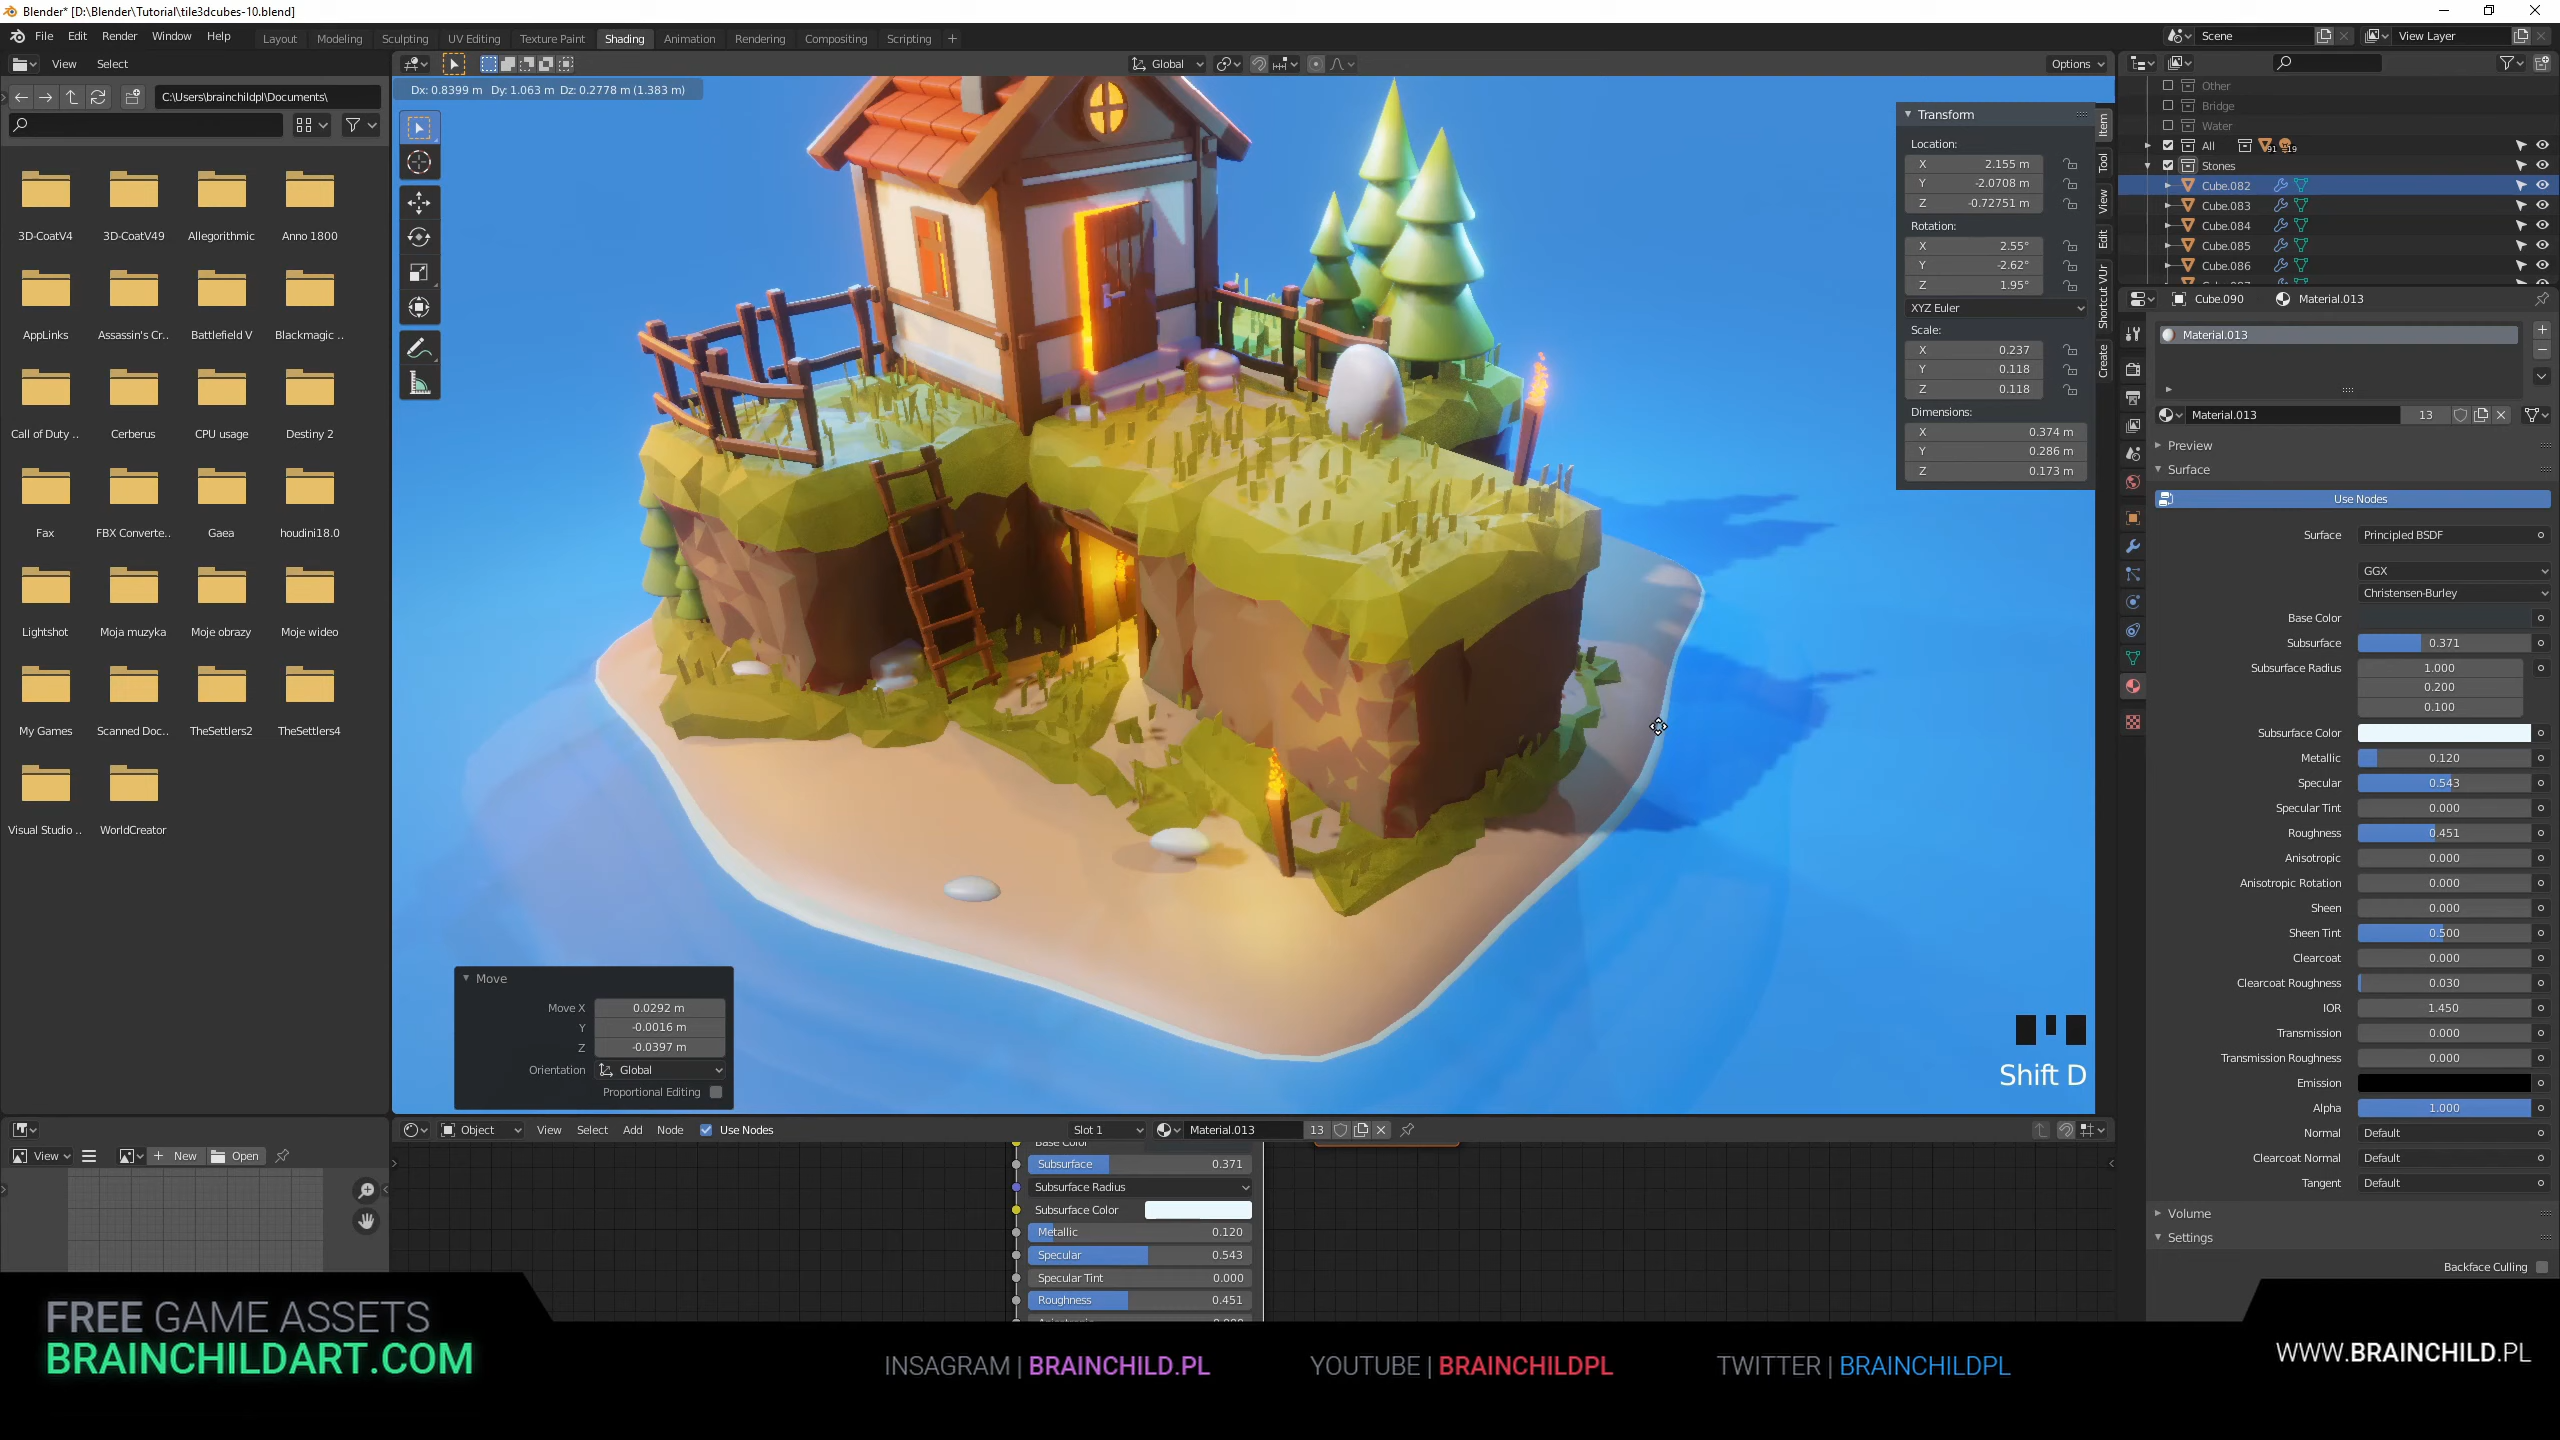 Blender* [D:\Blender\Tutorial\tile3dcubes-10.blend]
File Edit Render Window Help
Layout Modeling Sculpting UV Editing Texture Paint Shading Animation Rendering Compositing Scripting
Scene
View Layer
View Select
Global
Options
C:\Users\brainchildpl\Documents\
Dx: 0.8399 m Dy: 1.063 m Dz: 0.2778 m (1.383 m)
3D-CoatV4 3D-CoatV49 Allegorithmic Anno 1800
AppLinks Assassin's Cr.. Battlefield V Blackmagic ..
Call of Duty .. Cerberus CPU usage Destiny 2
Fax FBX Converte.. Gaea houdini18.0
Lightshot Moja muzyka Moje obrazy Moje wideo
My Games Scanned Doc.. TheSettlers2 TheSettlers4
Visual Studio .. WorldCreator
Transform
Location:
X 2.155 m
Y -2.0708 m
Z -0.72751 m
Rotation:
X 2.55°
Y -2.62°
Z 1.95°
XYZ Euler
Scale:
X 0.237
Y 0.118
Z 0.118
Dimensions:
X 0.374 m
Y 0.286 m
Z 0.173 m
Item
Tool
View
Edit
Shortcut VUr
Create
Other
Bridge
Water
All 91 19
Stones
Cube.082
Cube.083
Cube.084
Cube.085
Cube.086
Cube.090 Material.013
Material.013
Material.013 13
Preview
Surface
Use Nodes
Surface Principled BSDF
GGX
Christensen-Burley
Base Color
Subsurface 0.371
Subsurface Radius 1.000
0.200
0.100
Subsurface Color
Metallic 0.120
Specular 0.543
Specular Tint 0.000
Roughness 0.451
Anisotropic 0.000
Anisotropic Rotation 0.000
Sheen 0.000
Sheen Tint 0.500
Clearcoat 0.000
Clearcoat Roughness 0.030
IOR 1.450
Transmission 0.000
Transmission Roughness 0.000
Emission
Alpha 1.000
Normal Default
Clearcoat Normal Default
Tangent Default
Volume
Settings
Backface Culling
Move
Move X 0.0292 m
Y -0.0016 m
Z -0.0397 m
Orientation Global
Proportional Editing
Shift D
Object View Select Add Node Use Nodes Slot 1 Material.013 13
View New Open
Base Color
Subsurface 0.371
Subsurface Radius
Subsurface Color
Metallic 0.120
Specular 0.543
Specular Tint 0.000
Roughness 0.451
FREE GAME ASSETS
BRAINCHILDART.COM
INSAGRAM | BRAINCHILD.PL
YOUTUBE | BRAINCHILDPL
TWITTER | BRAINCHILDPL
WWW.BRAINCHILD.PL